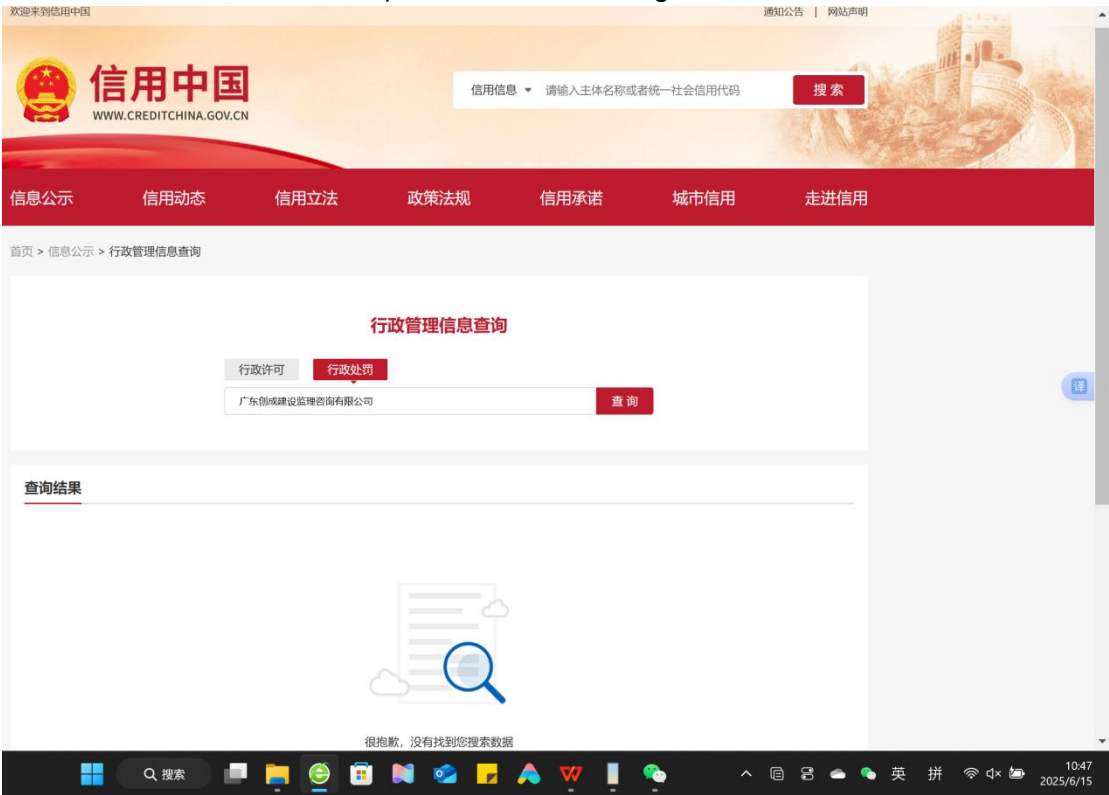 欢迎来到信用中国
通知公告 | 网站声明
信用中国
WWW.CREDITCHINA.GOV.CN
信用信息
请输入主体名称或者统一社会信用代码
搜索
信息公示
信用动态
信用立法
政策法规
信用承诺
城市信用
走进信用
首页 > 信息公示 > 行政管理信息查询
行政管理信息查询
行政许可
行政处罚
广东创成建设监理咨询有限公司
查询
译
查询结果
很抱歉，没有找到您搜索数据
搜索
英
拼
10:47
2025/6/15